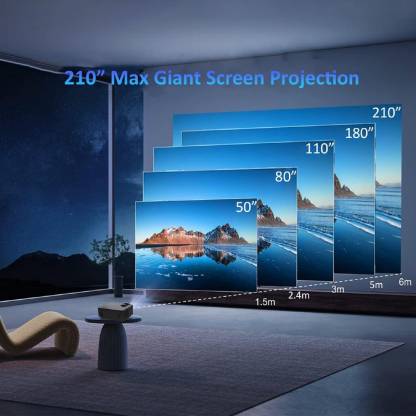 210” Max Giant Screen Projection
210”
180”
110”
80”
50”
1.5m
2.4m
3m
5m
6m